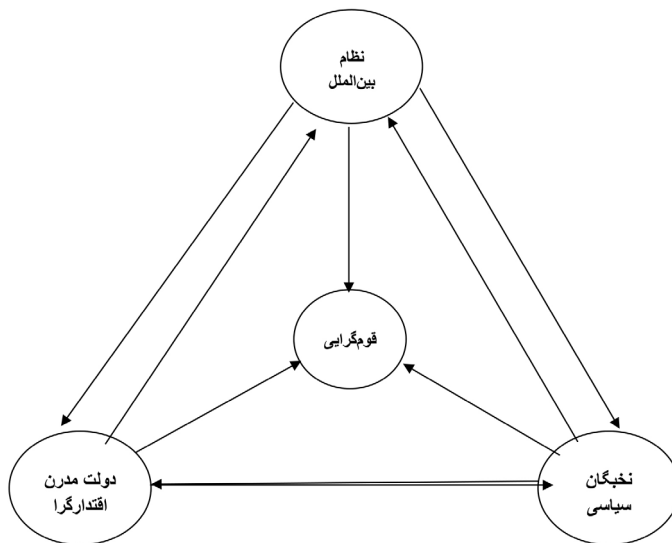 نظام
بین‌الملل
قوم‌گرایی
دولت مدرن
اقتدارگرا
نخبگان
سیاسی